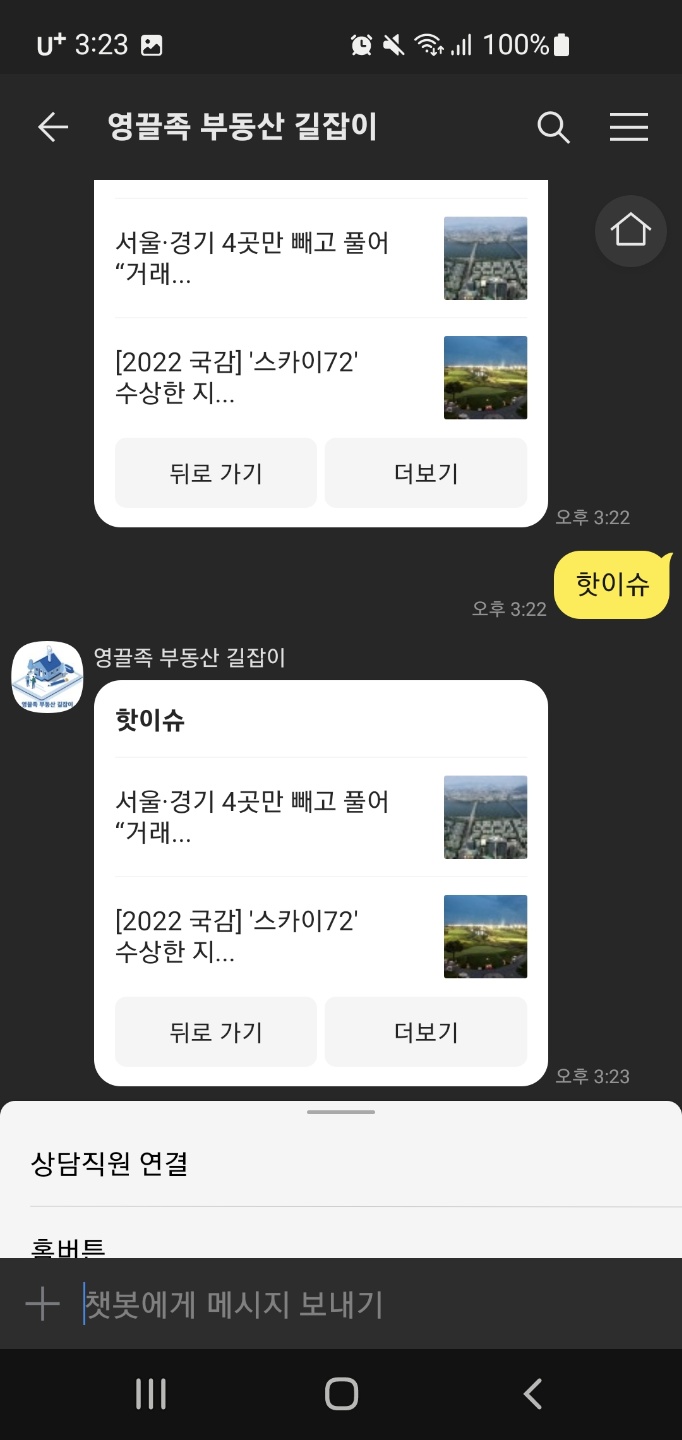 U+ 3:23 100%
영끌족 부동산 길잡이
서울·경기 4곳만 빼고 풀어
“거래...
[2022 국감] '스카이72'
수상한 지...
뒤로 가기 더보기
오후 3:22
핫이슈
오후 3:22
영끌족 부동산 길잡이
영끌족 부동산 길잡이
핫이슈
서울·경기 4곳만 빼고 풀어
“거래...
[2022 국감] '스카이72'
수상한 지...
뒤로 가기 더보기
오후 3:23
상담직원 연결
홈버튼
챗봇에게 메시지 보내기